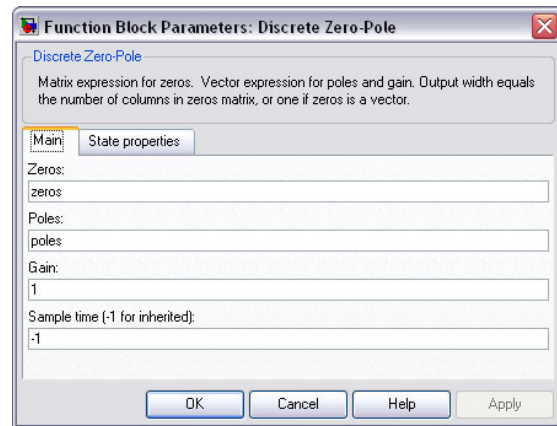 Function Block Parameters: Discrete Zero-Pole
Discrete Zero-Pole
Matrix expression for zeros. Vector expression for poles and gain. Output width equals
the number of columns in zeros matrix, or one if zeros is a vector.
Main State properties
Zeros:
zeros
Poles:
poles
Gain:
1
Sample time (-1 for inherited):
-1
OK Cancel Help Apply